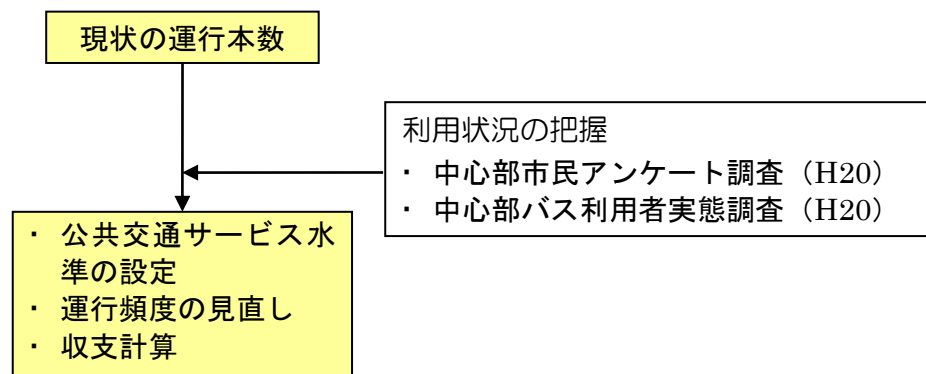 現状の運行本数
利用状況の把握
・ 中心部市民アンケート調査（H20）
・ 中心部バス利用者実態調査（H20）
・ 公共交通サービス水
準の設定
・ 運行頻度の見直し
・ 収支計算